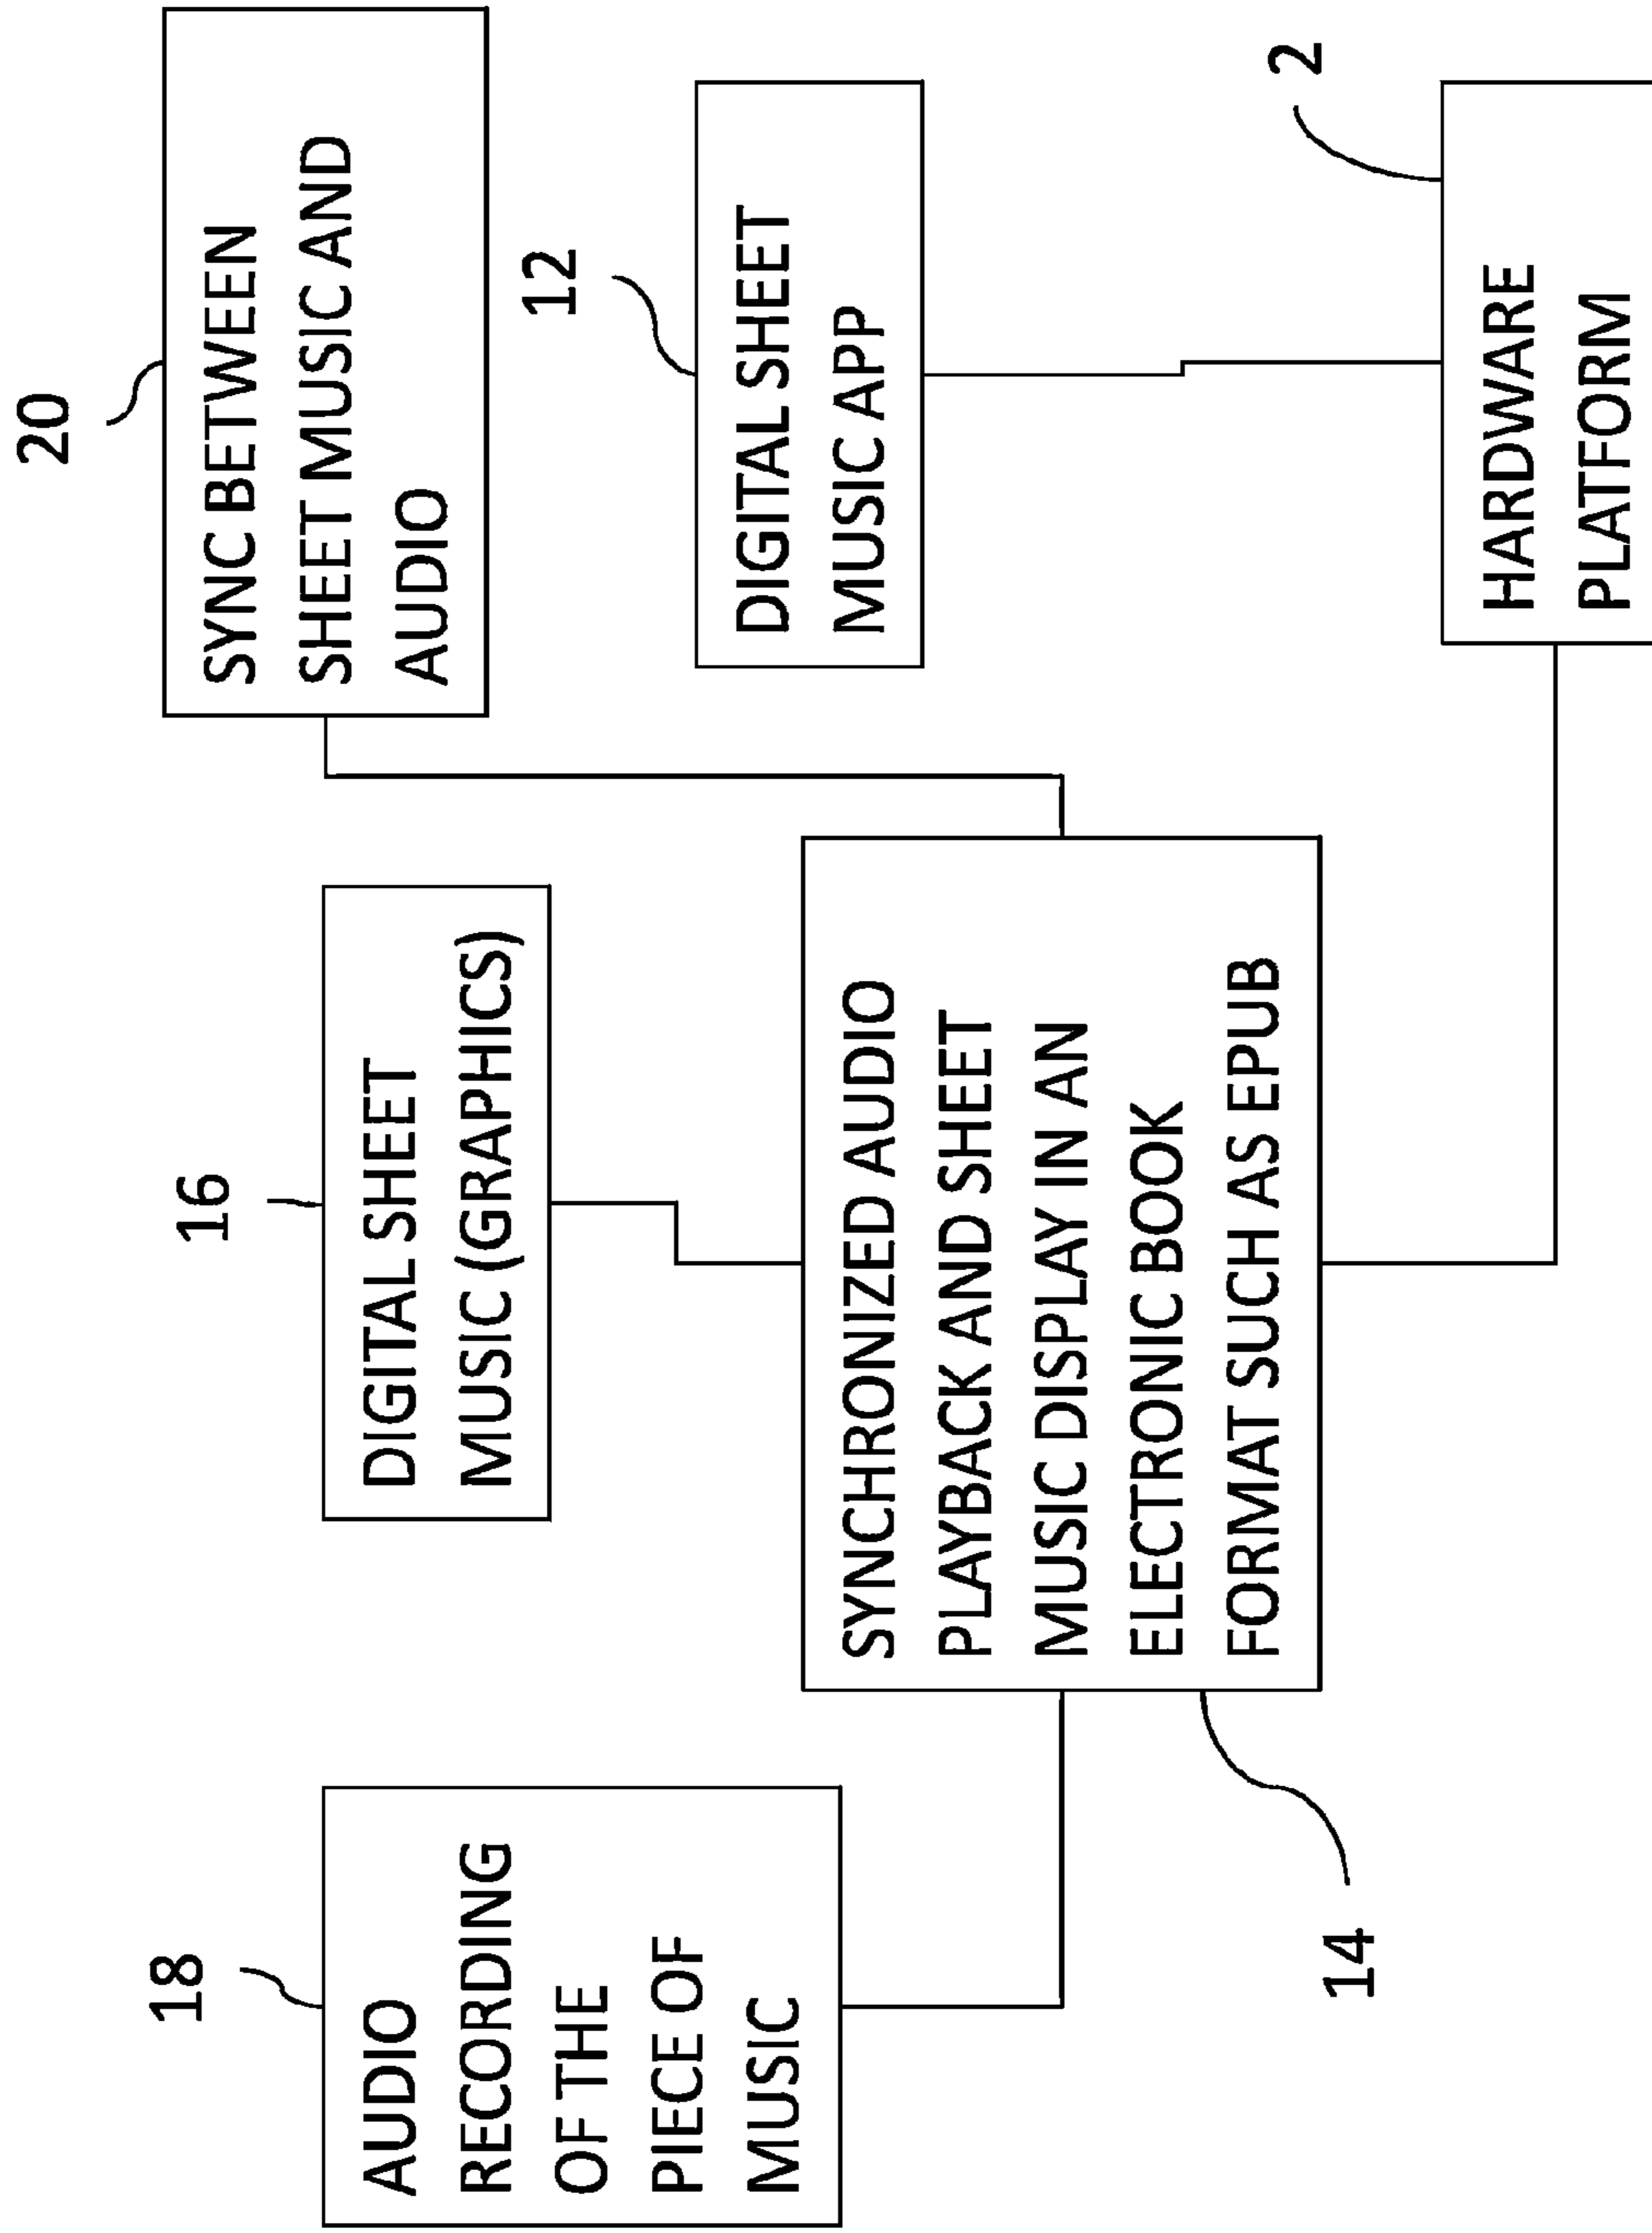 18
AUDIO
RECORDING
OF THE
PIECE OF
MUSIC
16
DIGITAL SHEET
MUSIC (GRAPHICS)
20
SYNC BETWEEN
SHEET MUSIC AND
AUDIO
14
SYNCHRONIZED AUDIO
PLAYBACK AND SHEET
MUSIC DISPLAY IN AN
ELECTRONIC BOOK
FORMAT SUCH AS EPUB
12
DIGITAL SHEET
MUSIC APP
2
HARDWARE
PLATFORM